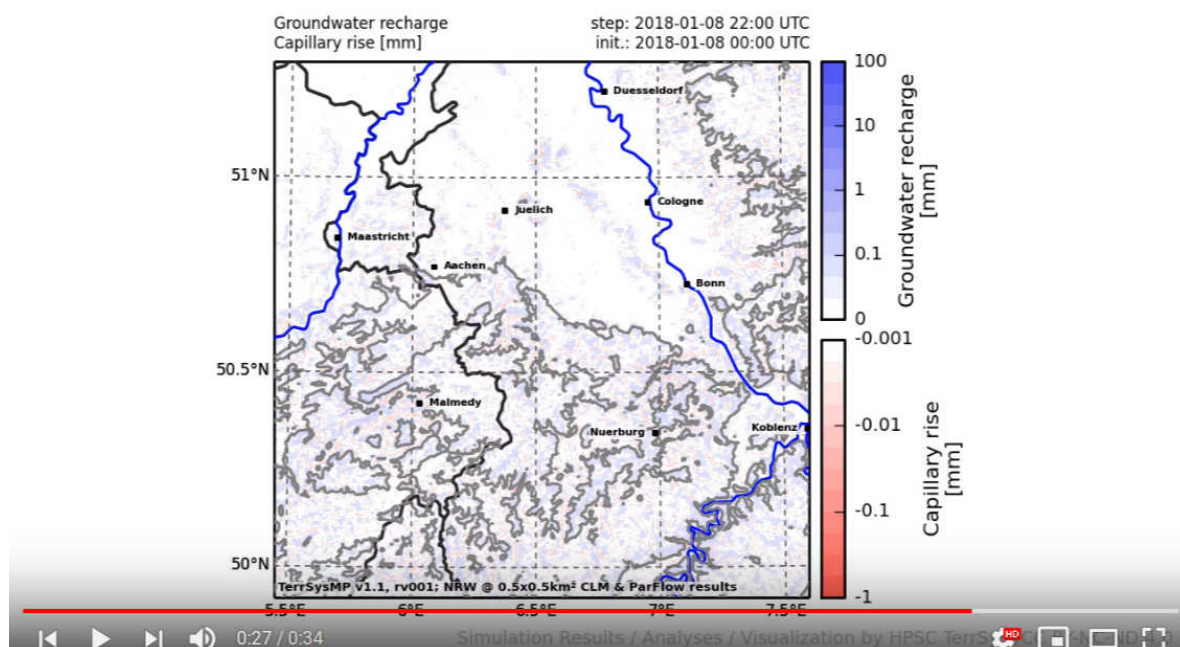 Groundwater recharge
Capillary rise [mm]
step: 2018-01-08 22:00 UTC
init.: 2018-01-08 00:00 UTC
Duesseldorf
51°N
Cologne
Juelich
Maastricht
Aachen
Bonn
50.5°N
Malmedy
Koblenz
Nuerburg
50°N
TerrSysMP v1.1, rv001; NRW @ 0.5x0.5km² CLM & ParFlow results
5.5°E
6°E
6.5°E
7°E
7.5°E
100
10
1
0.1
0
Groundwater recharge
[mm]
-0.001
-0.01
-0.1
-1
Capillary rise
[mm]
0:27 / 0:34
Simulation Results / Analyses / Visualization by HPSC TerrS
HD